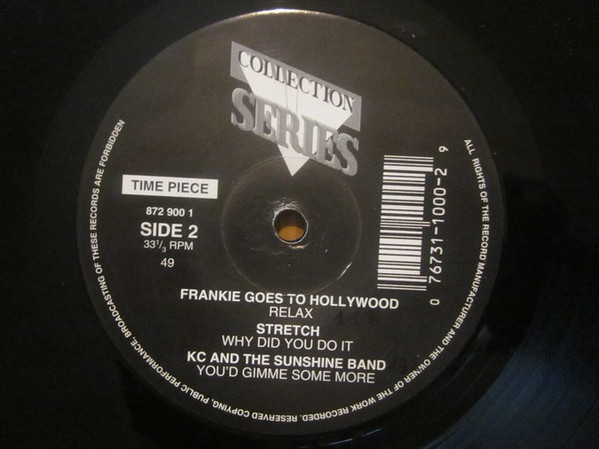 COLLECTION
SERIES
TIME PIECE
872 900 1
SIDE 2
33⅓ RPM
49
0 76731-1000-2 9
FRANKIE GOES TO HOLLYWOOD
RELAX
STRETCH
WHY DID YOU DO IT
KC AND THE SUNSHINE BAND
YOU'D GIMME SOME MORE
ALL RIGHTS OF THE RECORD MANUFACTURER AND THE OWNER OF THE WORK RECORDED. RESERVED COPYING, PUBLIC PERFORMANCE, BROADCASTING OF THESE RECORDS ARE FORBIDDEN